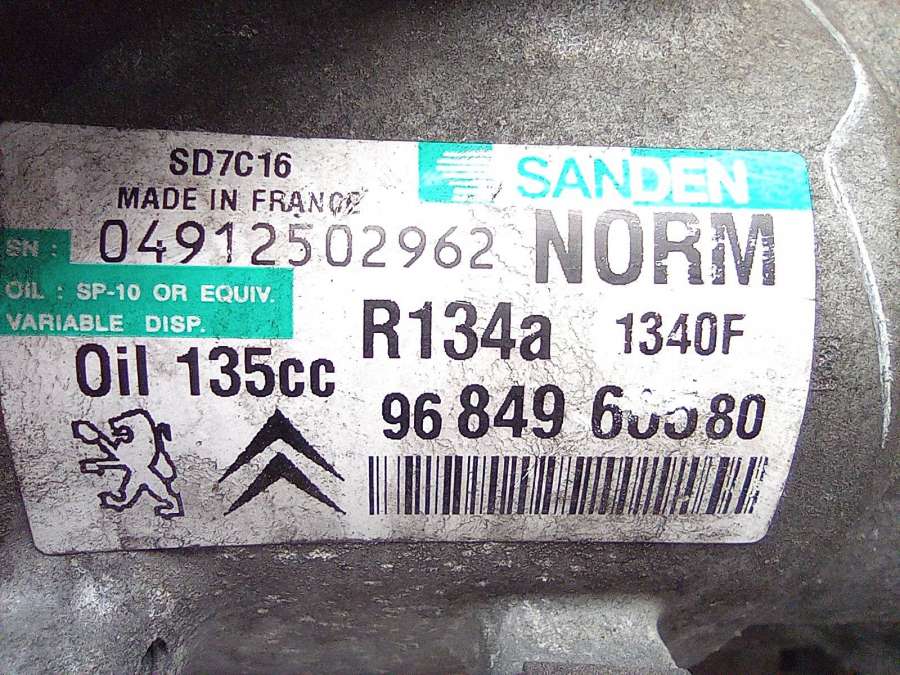 SD7C16
MADE IN FRANCE
SANDEN
SN : 04912502962
NORM
OIL : SP-10 OR EQUIV.
VARIABLE DISP.
R134a
1340F
Oil 135cc
96 849
80